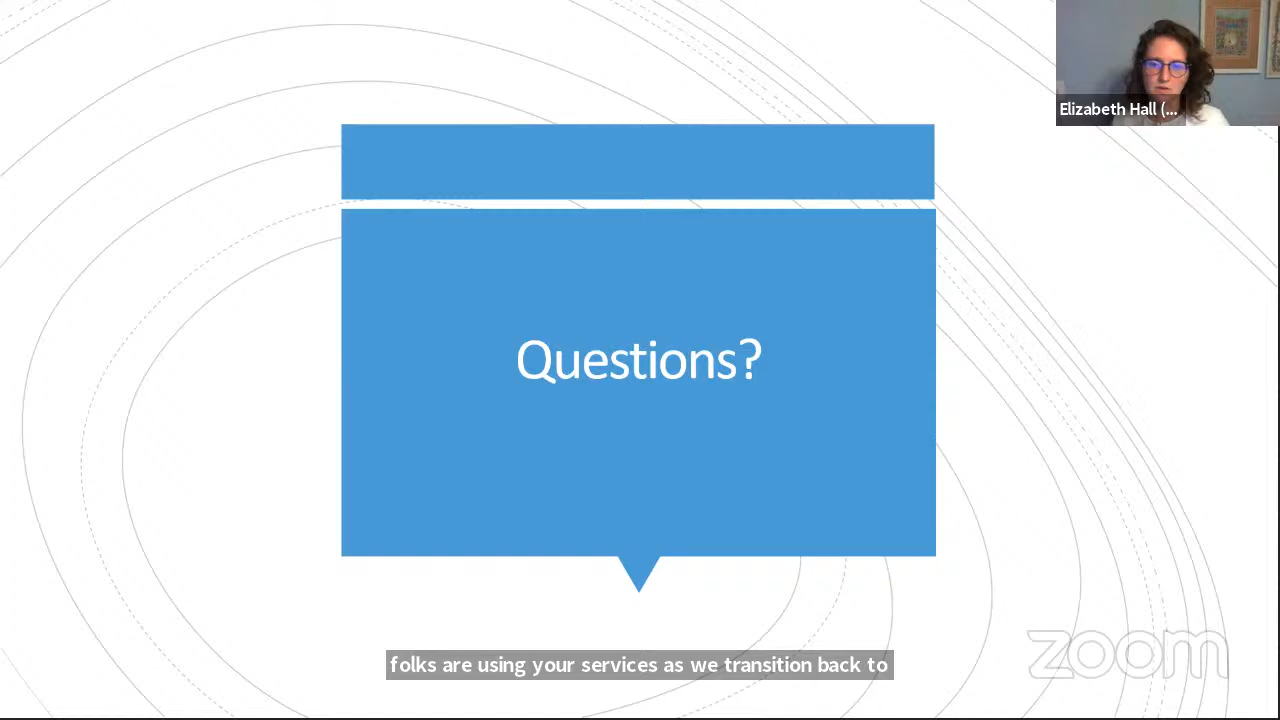 Elizabeth Hall (...
Questions?
folks are using your services as we transition back to
zoom